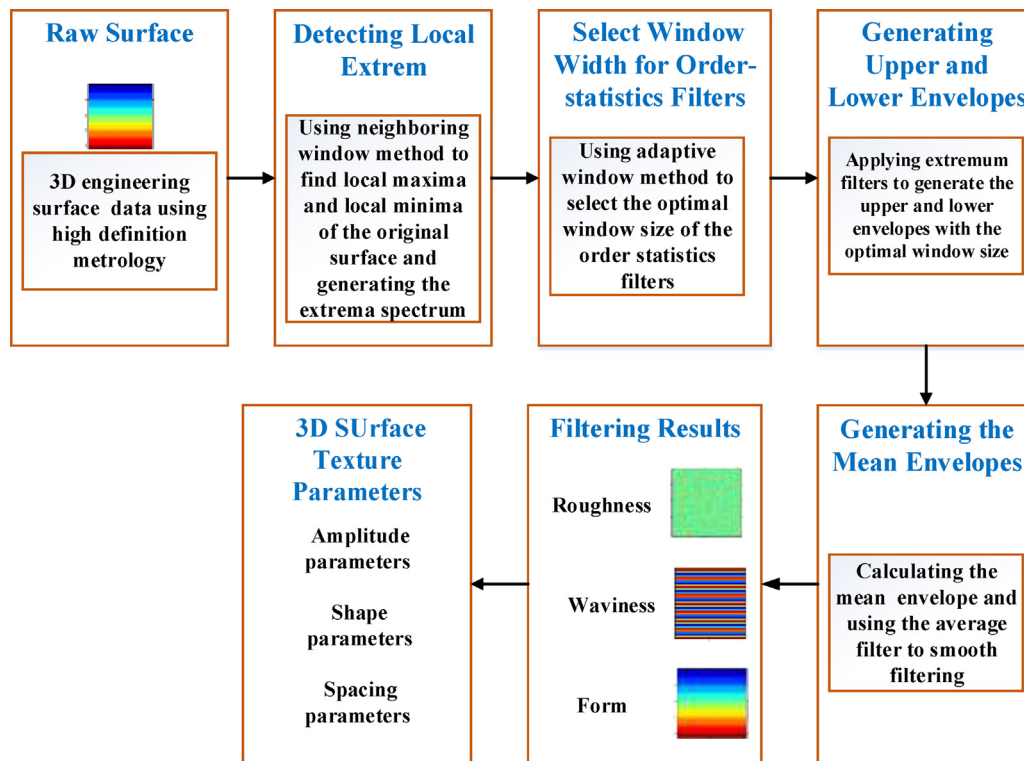 Raw Surface
3D engineering
surface data using
high definition
metrology
Detecting Local
Extrem
Using neighboring
window method to
find local maxima
and local minima
of the original
surface and
generating the
extrema spectrum
Select Window
Width for Order-
statistics Filters
Using adaptive
window method to
select the optimal
window size of the
order statistics
filters
Generating
Upper and
Lower Envelopes
Applying extremum
filters to generate the
upper and lower
envelopes with the
optimal window size
Generating the
Mean Envelopes
Calculating the
mean envelope and
using the average
filter to smooth
filtering
Filtering Results
Roughness
Waviness
Form
3D SUrface
Texture
Parameters
Amplitude
parameters
Shape
parameters
Spacing
parameters